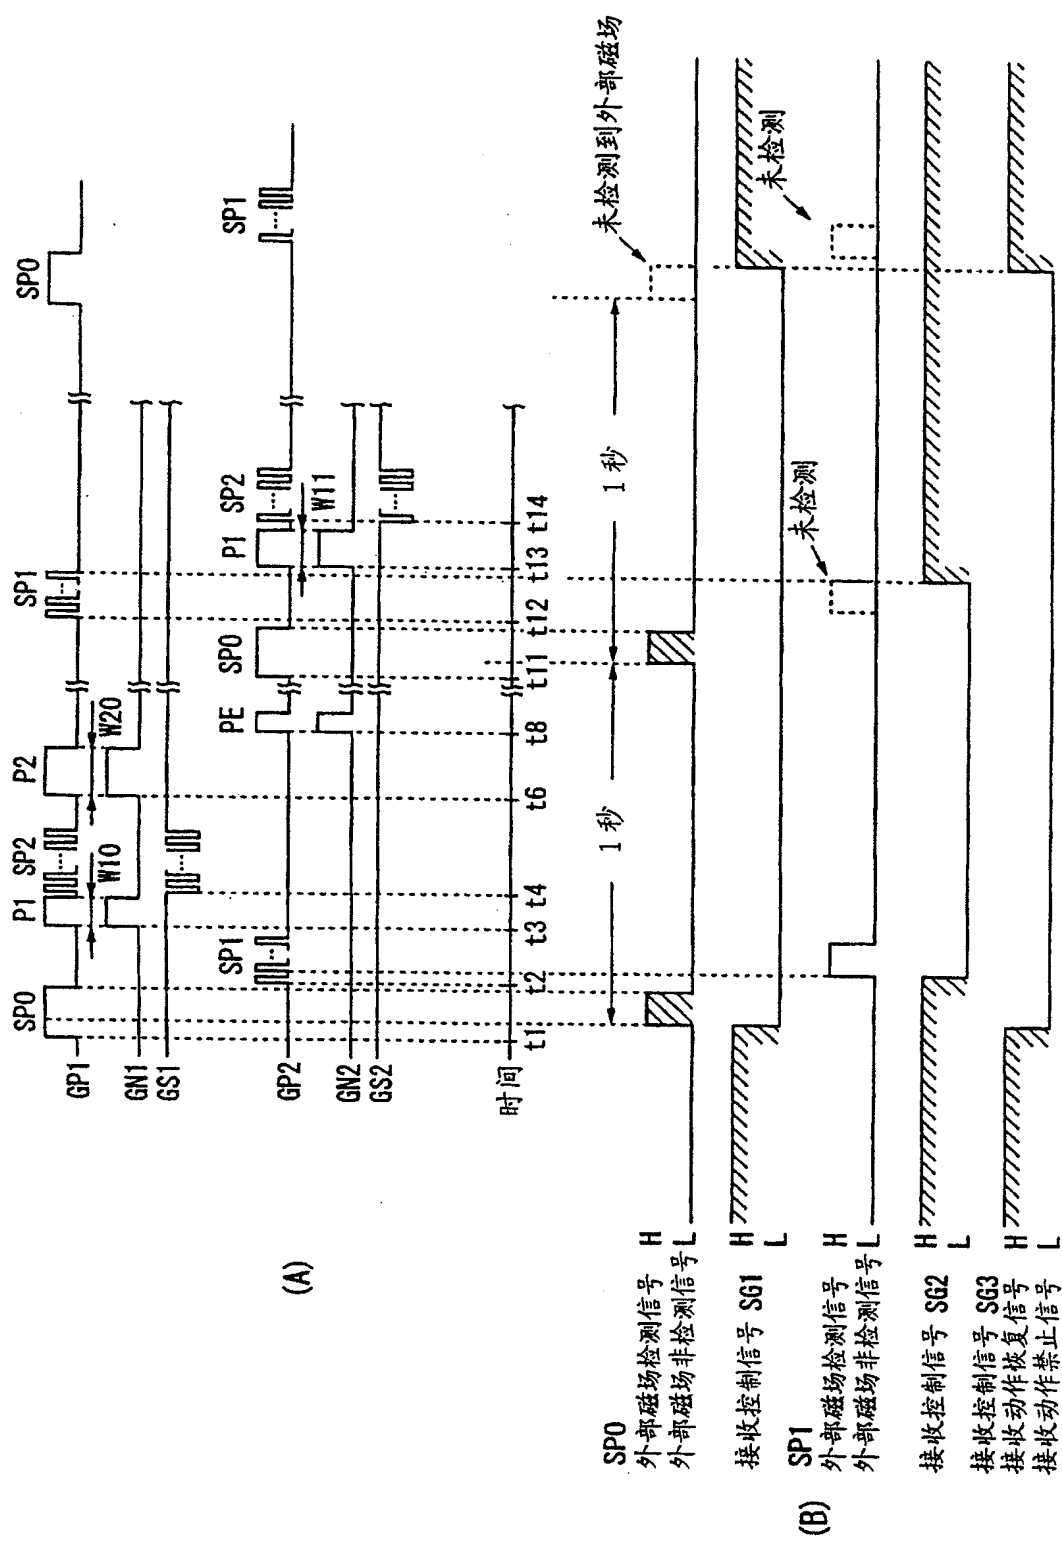 (A)
SP0
P1
SP2
P2
SP1
SP0
GP1
W10
W20
GN1
GS1
SP1
PE
SP0
P1
SP2
SP1
GP2
W11
GN2
GS2
时间
t1
t2
t3
t4
t6
t8
t11
t12
t13
t14
(B)
SP0
外部磁场检测信号 H
外部磁场非检测信号 L
1秒
1秒
未检测到外部磁场
接收控制信号 SG1
H
L
SP1
外部磁场检测信号 H
外部磁场非检测信号 L
未检测
未检测
接收控制信号 SG2
H
L
接收控制信号 SG3
接收动作恢复信号 H
接收动作禁止信号 L